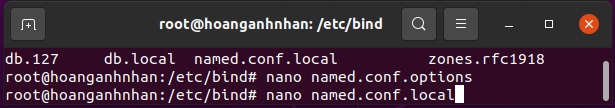 root@hoanganhnhan: /etc/bind
db.127 db.local named.conf.local zones.rfc1918
root@hoanganhnhan:/etc/bind# nano named.conf.options
root@hoanganhnhan:/etc/bind# nano named.conf.local